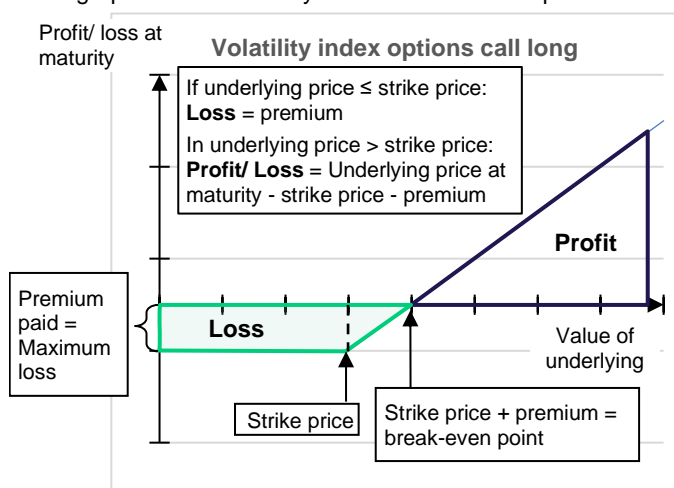 Profit/ loss at
maturity
Volatility index options call long
If underlying price ≤ strike price:
Loss = premium
In underlying price > strike price:
Profit/ Loss = Underlying price at
maturity - strike price - premium
Profit
Premium
paid =
Maximum
loss
Loss
Value of
underlying
Strike price
Strike price + premium =
break-even point